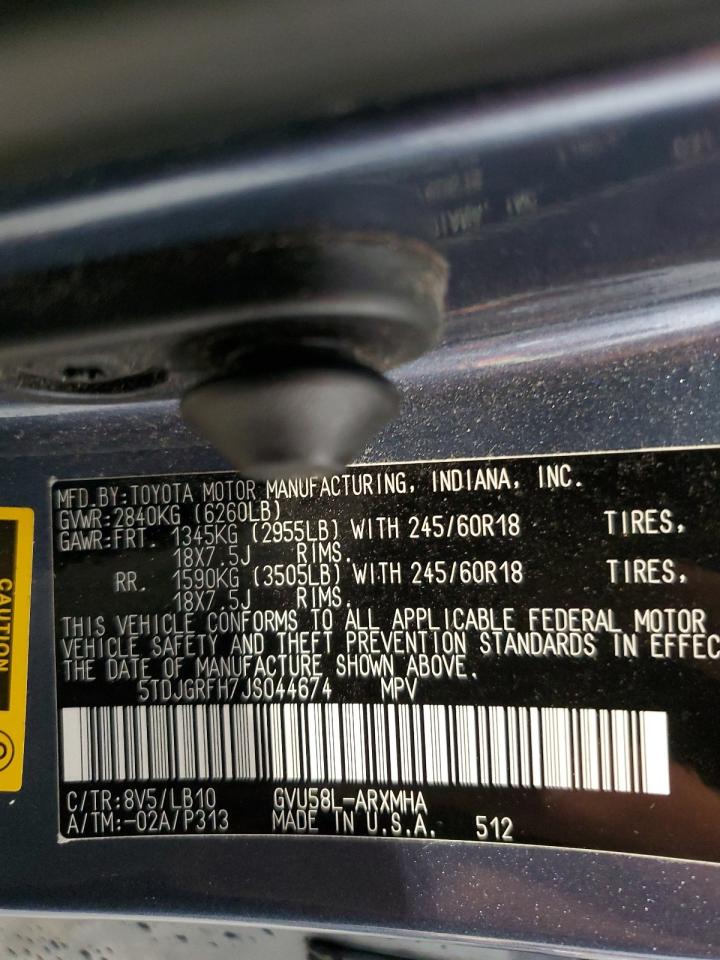 MFD.BY:TOYOTA MOTOR MANUFACTURING, INDIANA, INC.
GVWR:2840KG (6260LB)
GAWR:FRT. 1345KG (2955LB) WITH 245/60R18 TIRES,
18X7.5J RIMS.
RR. 1590KG (3505LB) WITH 245/60R18 TIRES,
18X7.5J RIMS.
THIS VEHICLE CONFORMS TO ALL APPLICABLE FEDERAL MOTOR
VEHICLE SAFETY AND THEFT PREVENTION STANDARDS IN EFFEC
THE DATE OF MANUFACTURE SHOWN ABOVE.
5TDJGRFH7JS044674 MPV
C/TR:8V5/LB10 GVU58L-ARXMHA
A/TM:-02A/P313 MADE IN U.S.A. 512
CAUTION